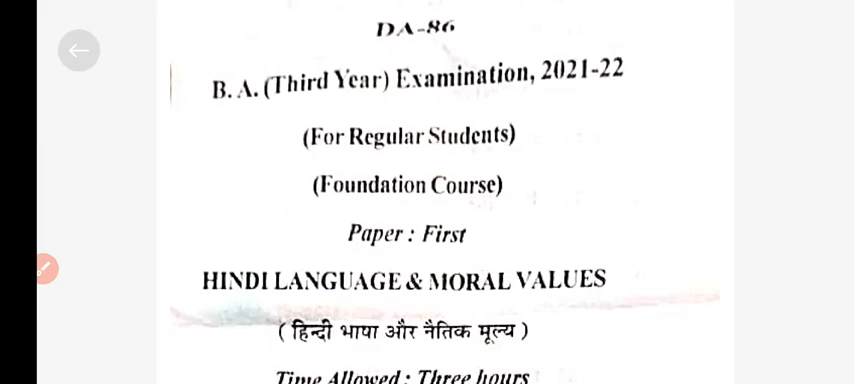 DA-86
B. A. (Third Year) Examination, 2021-22
(For Regular Students)
(Foundation Course)
Paper : First
HINDI LANGUAGE & MORAL VALUES
( हिन्दी भाषा और नैतिक मूल्य )
Time Allowed : Three hours